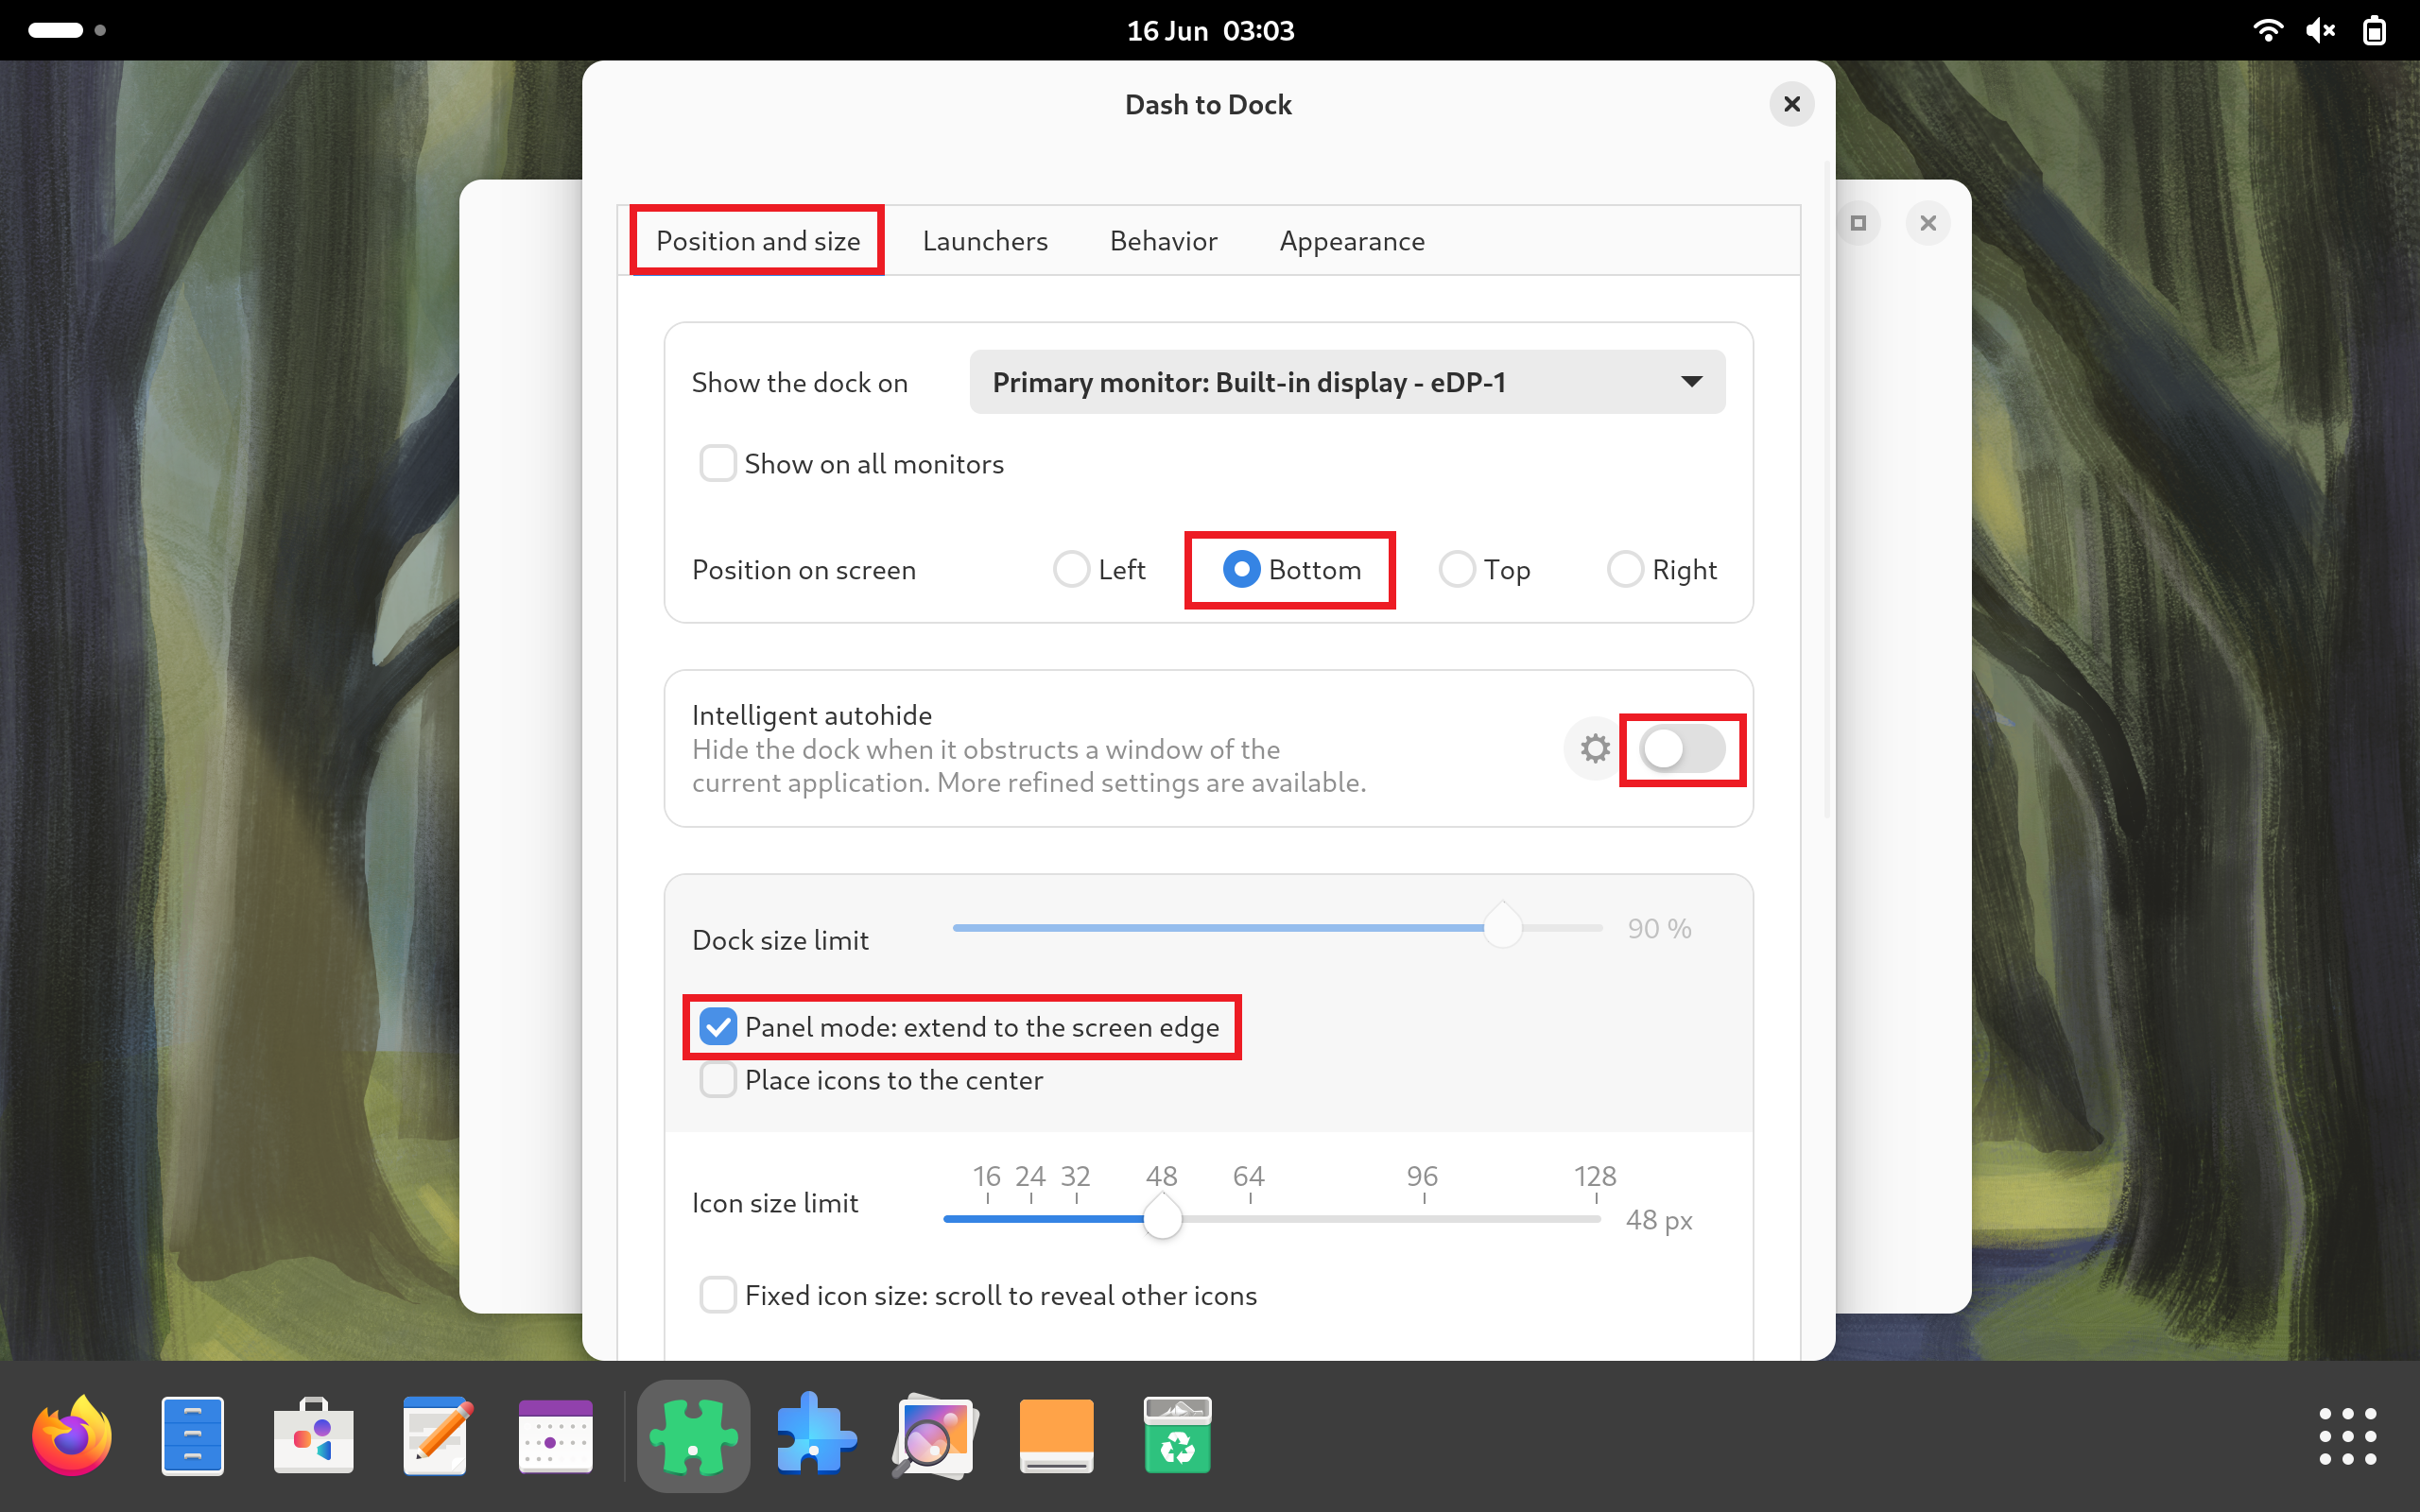 16 Jun 03:03
Dash to Dock
Position and size Launchers Behavior Appearance
Show the dock on Primary monitor: Built-in display - eDP-1
Show on all monitors
Position on screen Left Bottom Top Right
Intelligent autohide
Hide the dock when it obstructs a window of the
current application. More refined settings are available.
Dock size limit 90 %
Panel mode: extend to the screen edge
Place icons to the center
16 24 32 48 64 96 128
Icon size limit 48 px
Fixed icon size: scroll to reveal other icons